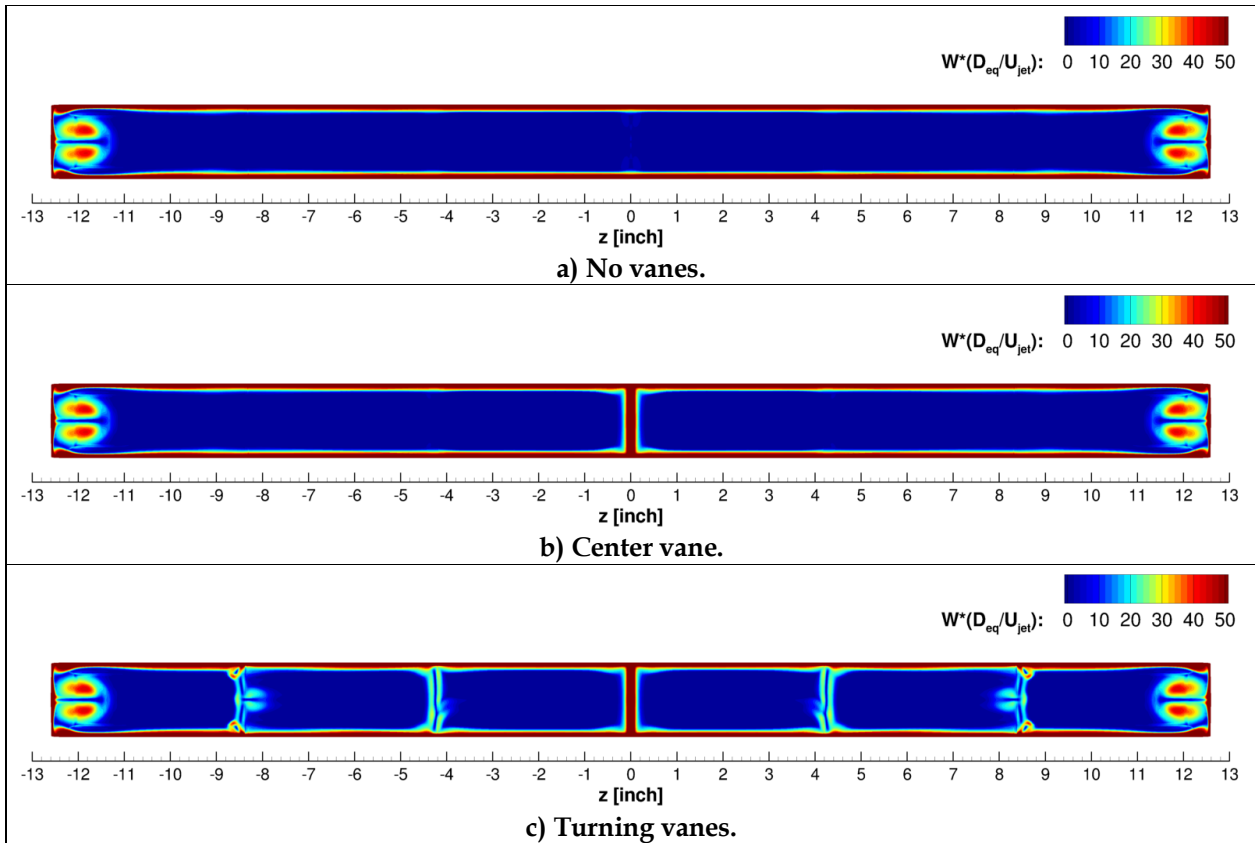 W*(Deq/Ujet): 0 10 20 30 40 50
-13 -12 -11 -10 -9 -8 -7 -6 -5 -4 -3 -2 -1 0 1 2 3 4 5 6 7 8 9 10 11 12 13
z [inch]
a) No vanes.
W*(Deq/Ujet): 0 10 20 30 40 50
-13 -12 -11 -10 -9 -8 -7 -6 -5 -4 -3 -2 -1 0 1 2 3 4 5 6 7 8 9 10 11 12 13
z [inch]
b) Center vane.
W*(Deq/Ujet): 0 10 20 30 40 50
-13 -12 -11 -10 -9 -8 -7 -6 -5 -4 -3 -2 -1 0 1 2 3 4 5 6 7 8 9 10 11 12 13
z [inch]
c) Turning vanes.